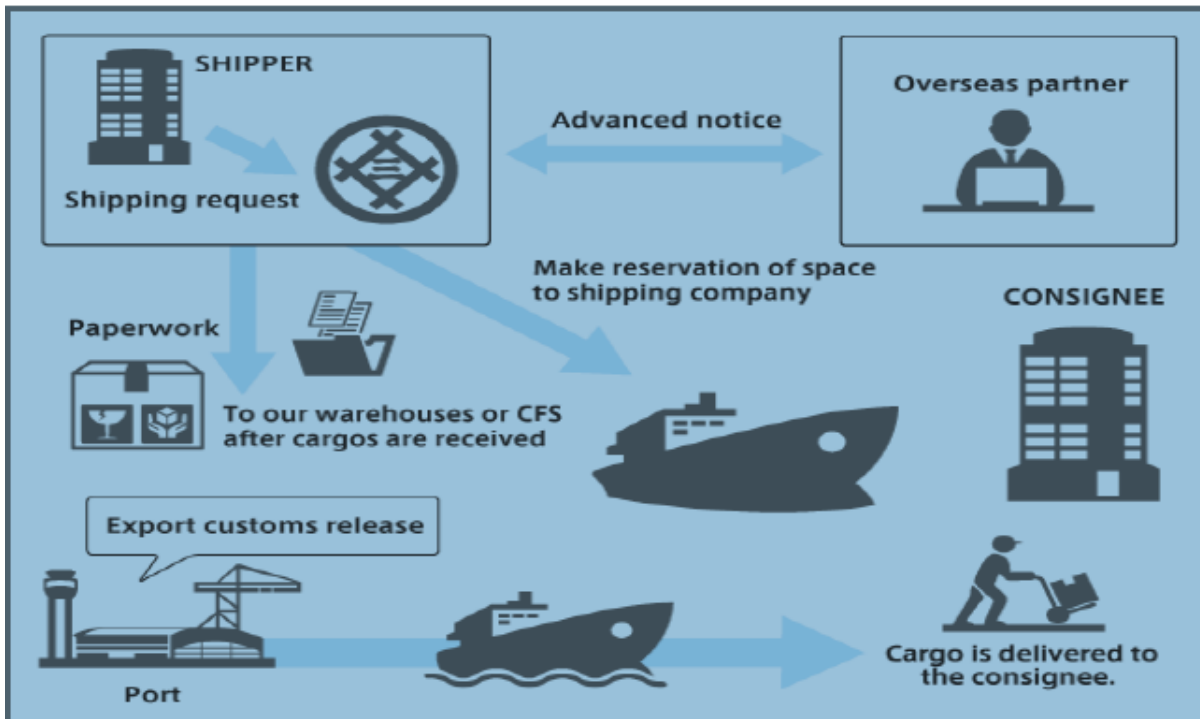 SHIPPER
Shipping request
Advanced notice
Overseas partner
Make reservation of space
to shipping company
CONSIGNEE
Paperwork
To our warehouses or CFS
after cargos are received
Export customs release
Port
Cargo is delivered to
the consignee.